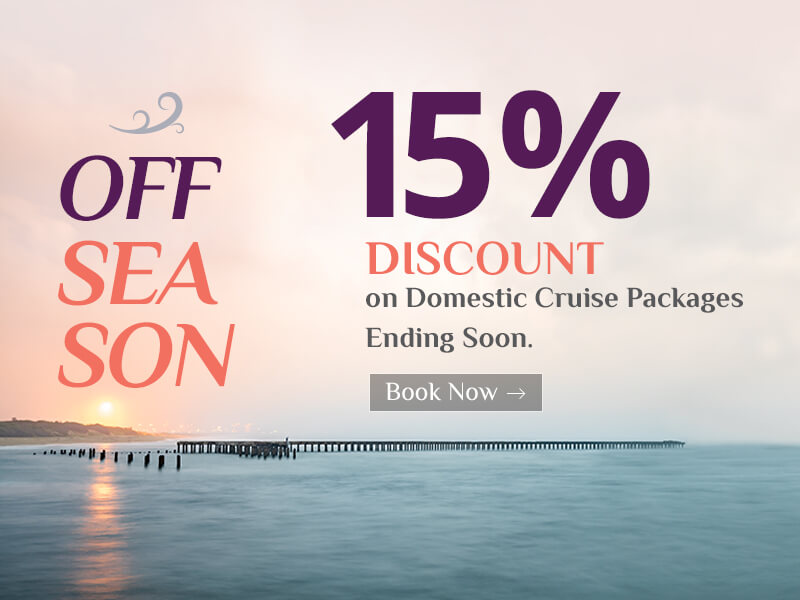 OFF
SEA
SON
15%
DISCOUNT
on Domestic Cruise Packages
Ending Soon.
Book Now →